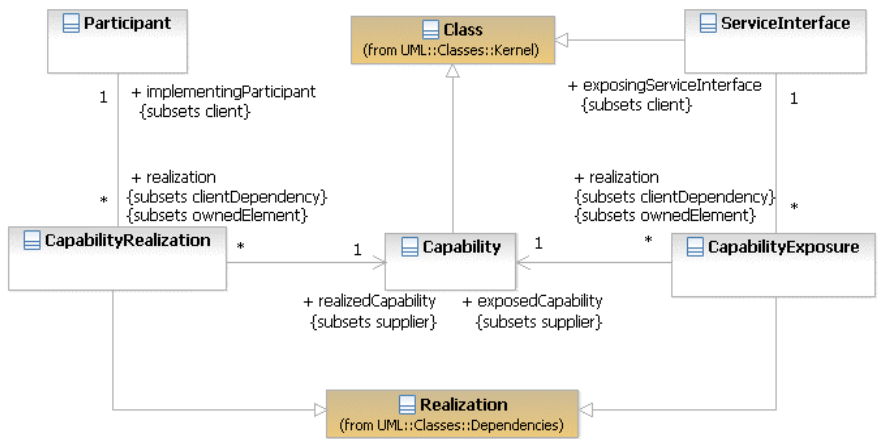 Participant
Class
(from UML::Classes::Kernel)
ServiceInterface
1
+ implementingParticipant
{subsets client}
+ exposingServiceInterface
{subsets client}
1
+ realization
{subsets clientDependency}
{subsets ownedElement}
*
+ realization
{subsets clientDependency}
{subsets ownedElement}
*
CapabilityRealization
*
1
Capability
1
*
CapabilityExposure
+ realizedCapability
{subsets supplier}
+ exposedCapability
{subsets supplier}
Realization
(from UML::Classes::Dependencies)